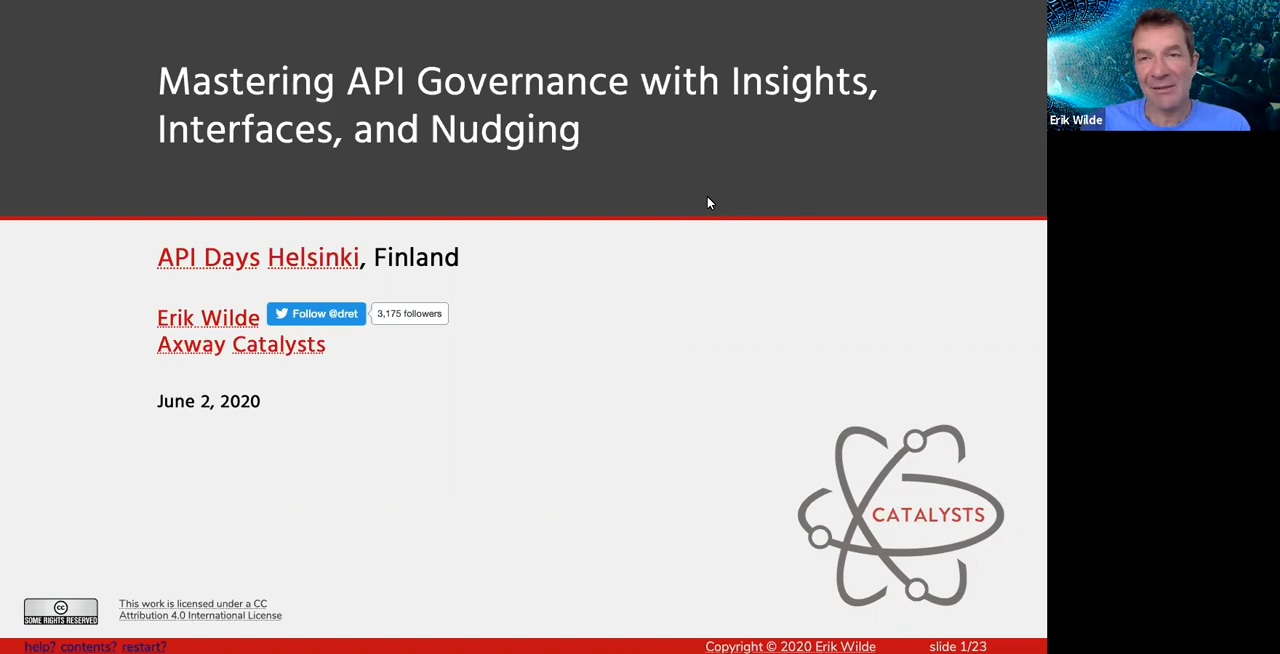 Mastering API Governance with Insights,
Interfaces, and Nudging
Erik Wilde
API Days Helsinki, Finland
Erik Wilde Follow @dret 3,175 followers
Axway Catalysts
June 2, 2020
CATALYSTS
cc
SOME RIGHTS RESERVED
This work is licensed under a CC
Attribution 4.0 International License
help? contents? restart? Copyright © 2020 Erik Wilde slide 1/23